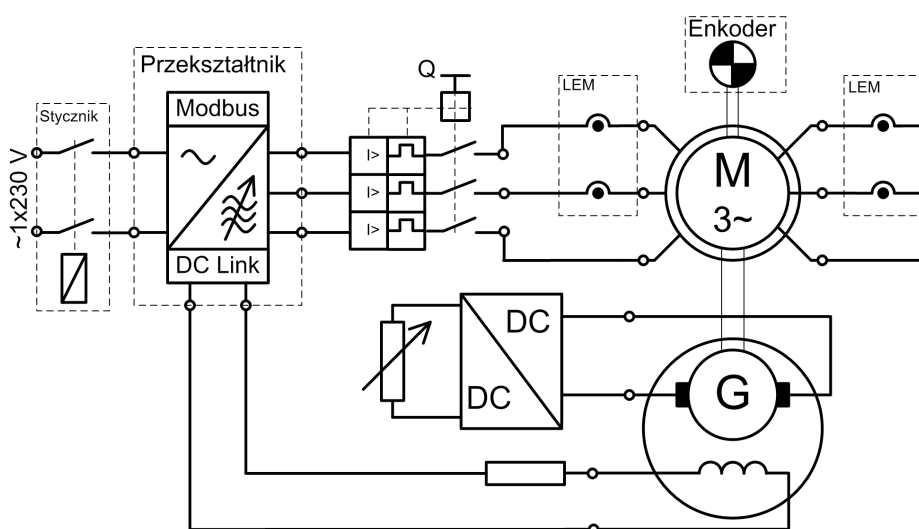 Enkoder
Przekształtnik
Q
LEM
LEM
Stycznik
Modbus
~1x230 V
I>
I>
I>
M
3~
DC Link
DC
DC
G